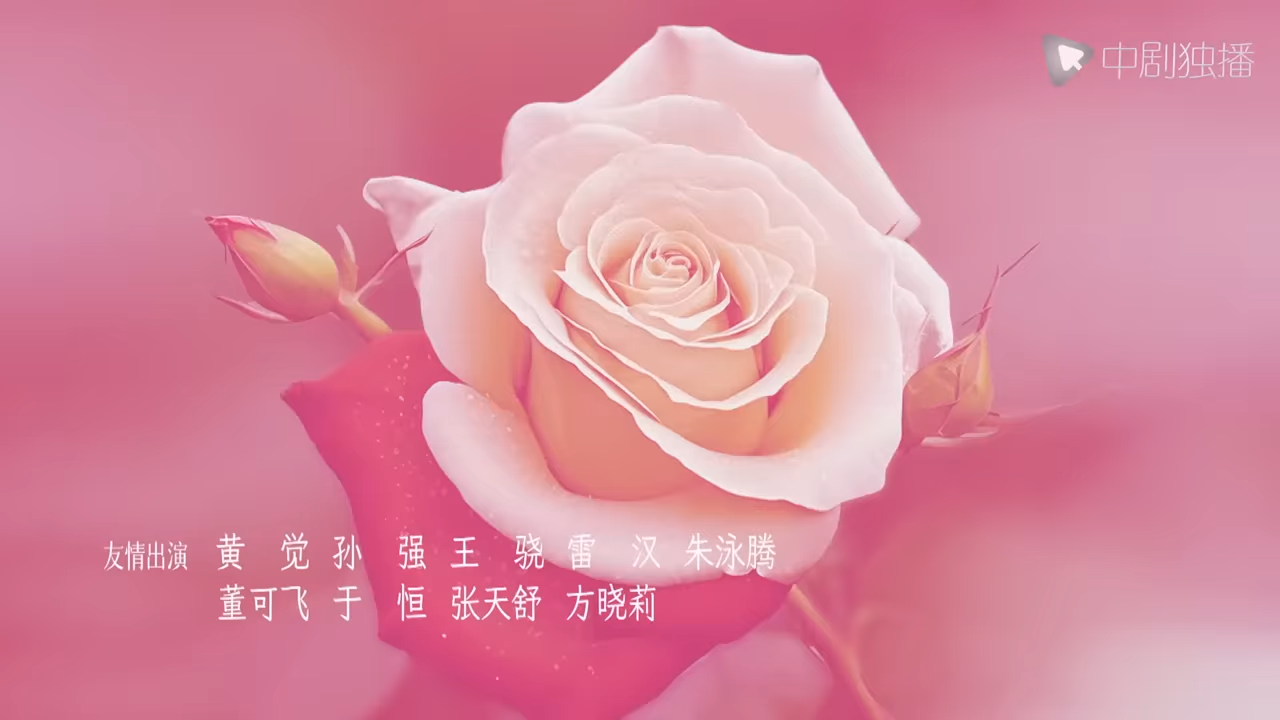 中剧独播
友情出演 黄 觉 孙 强 王 骁 雷 汉 朱泳腾
董可飞 于 恒 张天舒 方晓莉